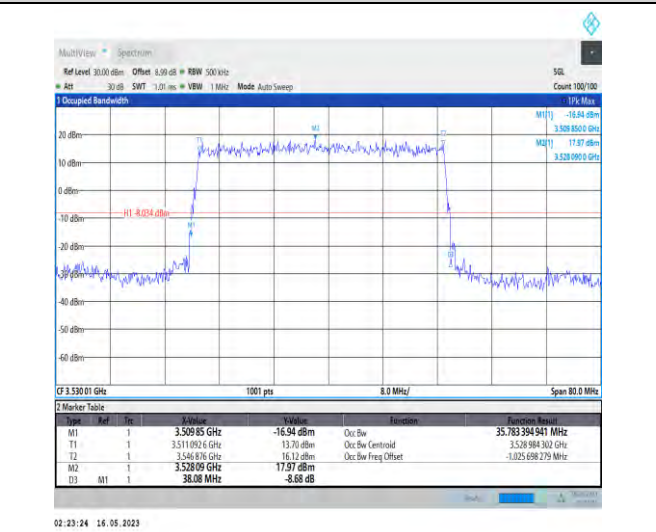 MultiView Spectrum
Ref Level 30.00 dBm Offset 8.99 dB RBW 500 kHz SGL
Att 30 dB SWT 1.01 ms VBW 1 MHz Mode Auto Sweep Count 100/100
1 Occupied Bandwidth 1Pk Max
M1[1] -16.94 dBm
3.509 850 0 GHz
M2[1] 17.97 dBm
3.528 090 0 GHz
M2
T1
T2
20 dBm
10 dBm
0 dBm
H1 -8.034 dBm
-10 dBm
M1
-20 dBm
D3
-30 dBm
-40 dBm
-50 dBm
-60 dBm
CF 3.530 01 GHz 1001 pts 8.0 MHz/ Span 80.0 MHz
2 Marker Table
Type Ref Trc X-Value Y-Value Function Function Result
M1 1 3.509 85 GHz -16.94 dBm Occ Bw 35.783 394 941 MHz
T1 1 3.511 092 6 GHz 13.70 dBm Occ Bw Centroid 3.528 984 302 GHz
T2 1 3.546 876 GHz 16.12 dBm Occ Bw Freq Offset -1.025 698 279 MHz
M2 1 3.528 09 GHz 17.97 dBm
D3 M1 1 38.08 MHz -8.68 dB
02:23:24 16.05.2023